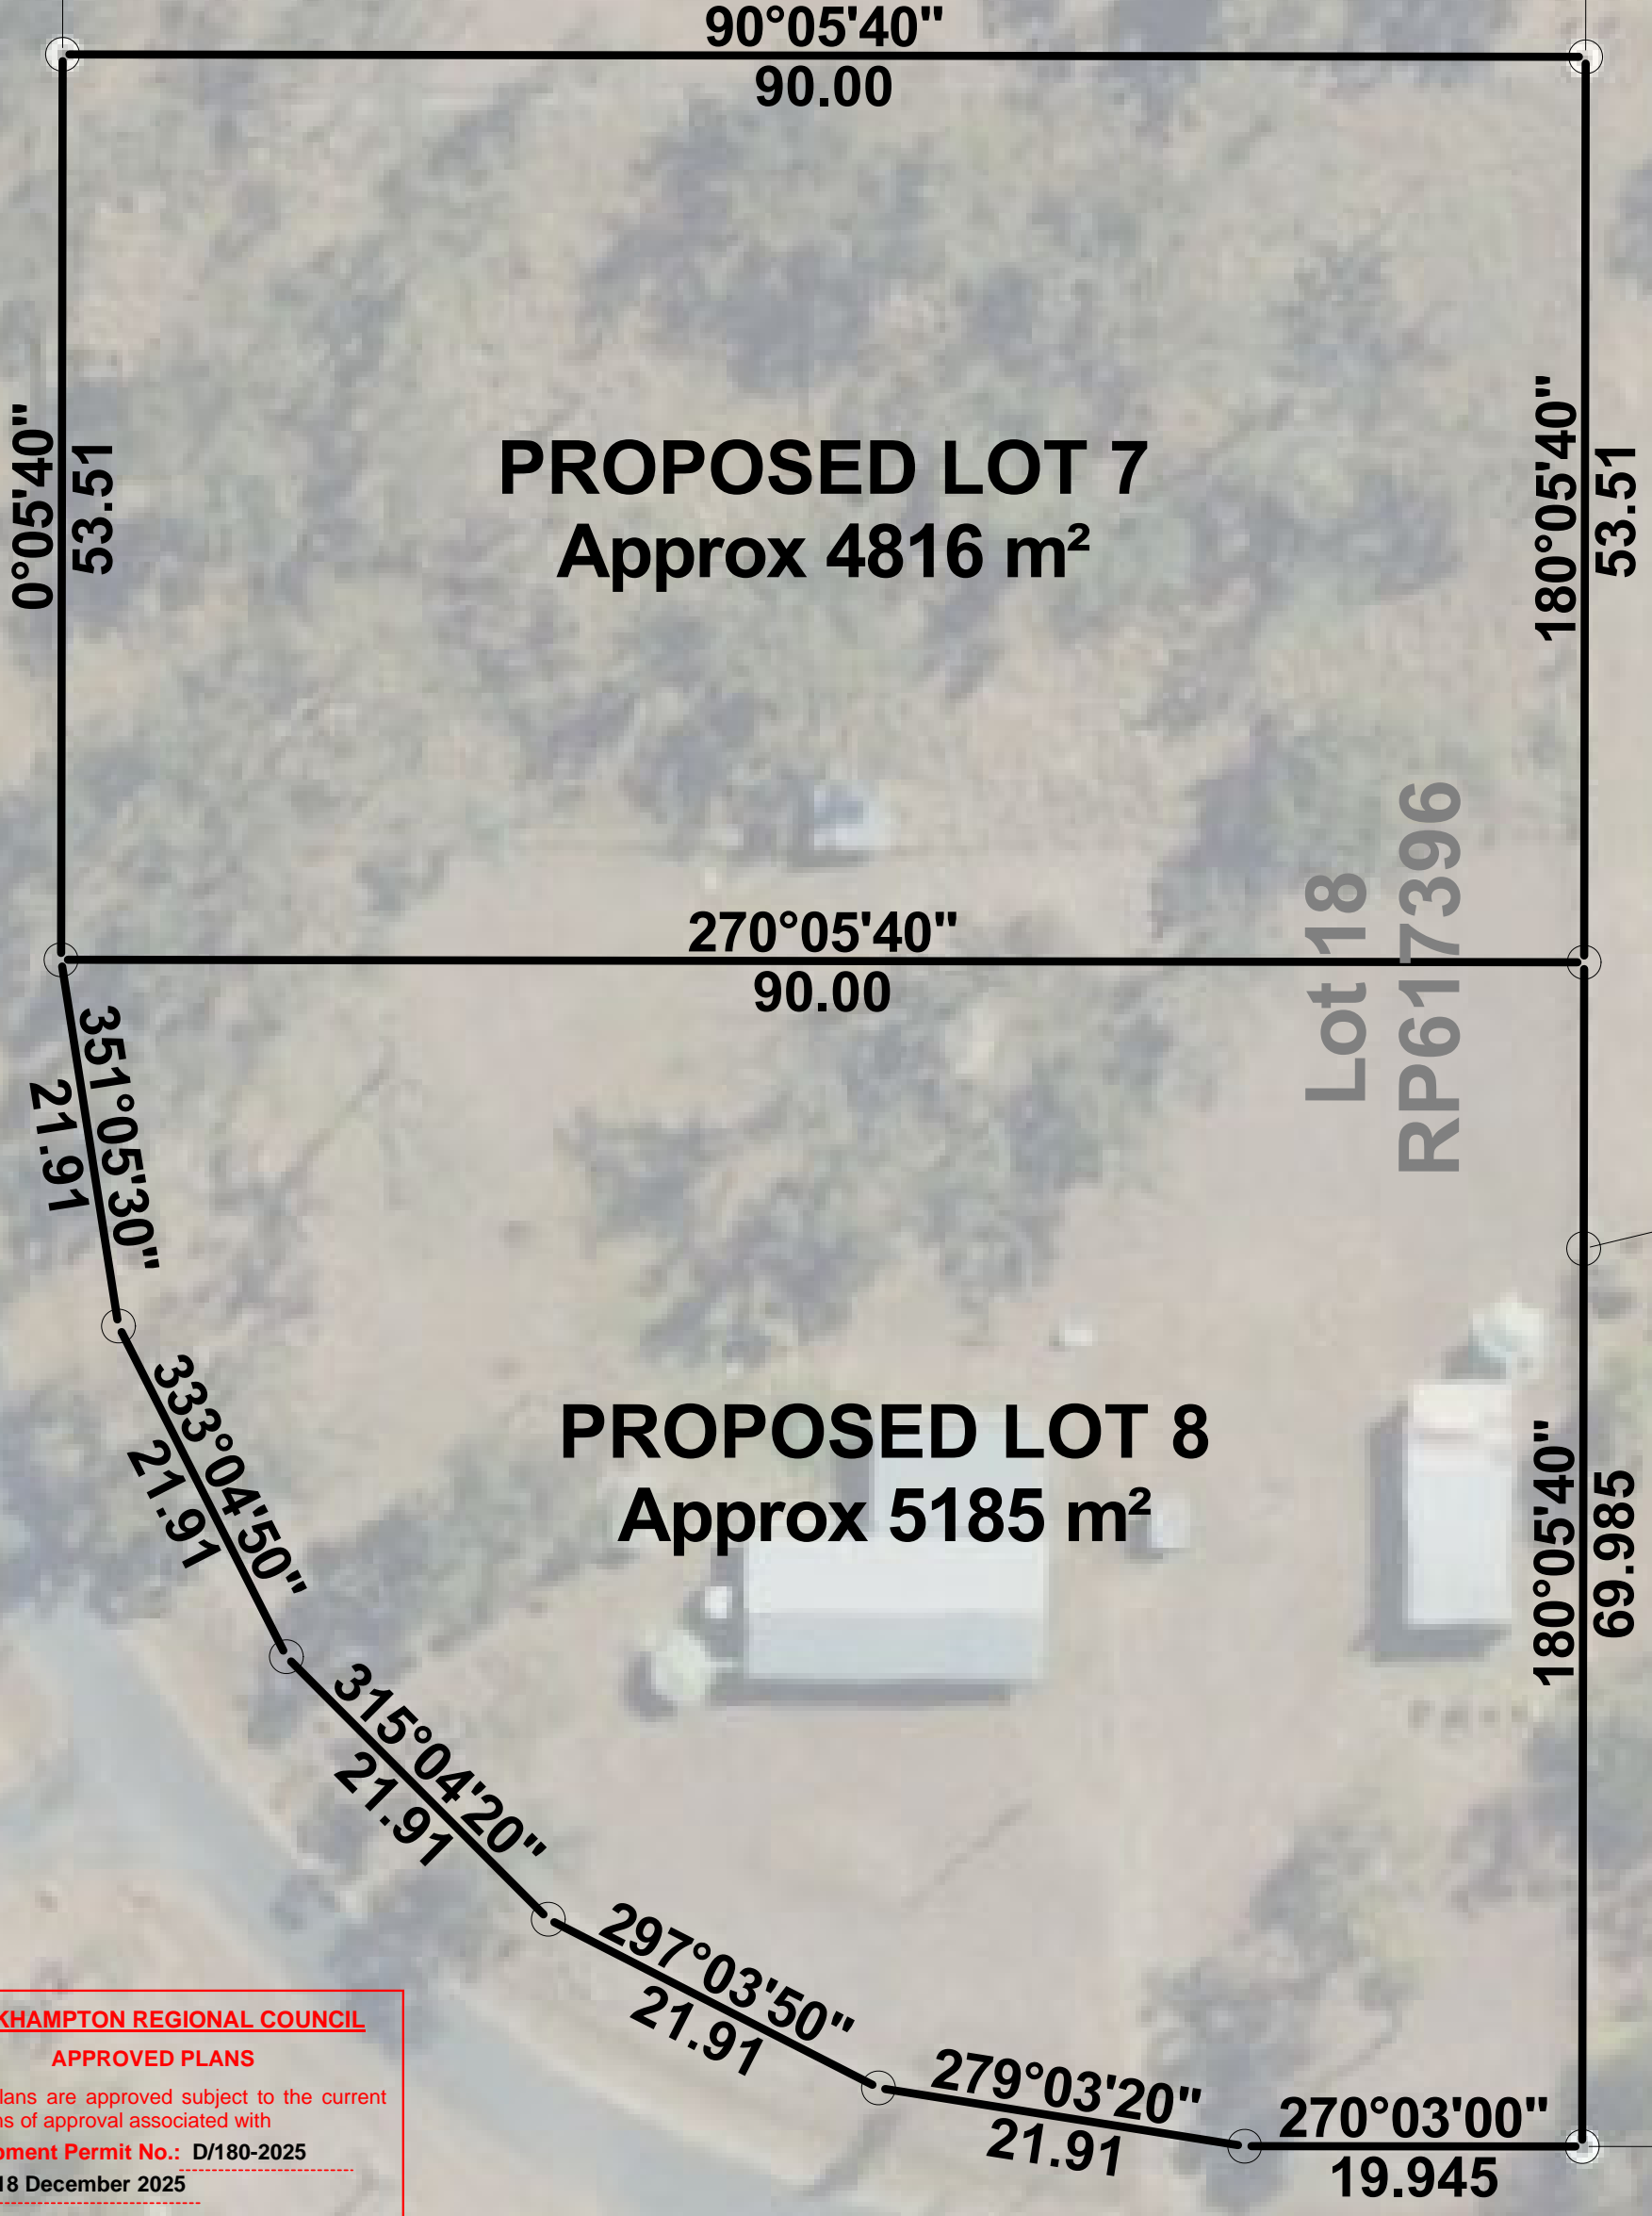 90°05'40"
90.00
0°05'40"
53.51
PROPOSED LOT 7
Approx 4816 m²
180°05'40"
53.51
270°05'40"
90.00
Lot 18
RP617396
351°05'30"
21.91
333°04'50"
21.91
PROPOSED LOT 8
Approx 5185 m²
180°05'40"
69.985
315°04'20"
21.91
297°03'50"
21.91
279°03'20"
21.91
270°03'00"
19.945
KHAMPTON REGIONAL COUNCIL
APPROVED PLANS
lans are approved subject to the current
ns of approval associated with
pment Permit No.: D/180-2025
18 December 2025